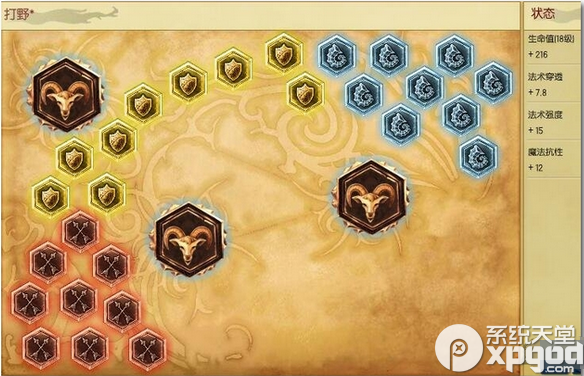 打野*
状态
生命值(18级)
+ 216
法术穿透
+ 7.8
法术强度
+ 15
魔法抗性
+ 12
系统天堂
xpgod
.com